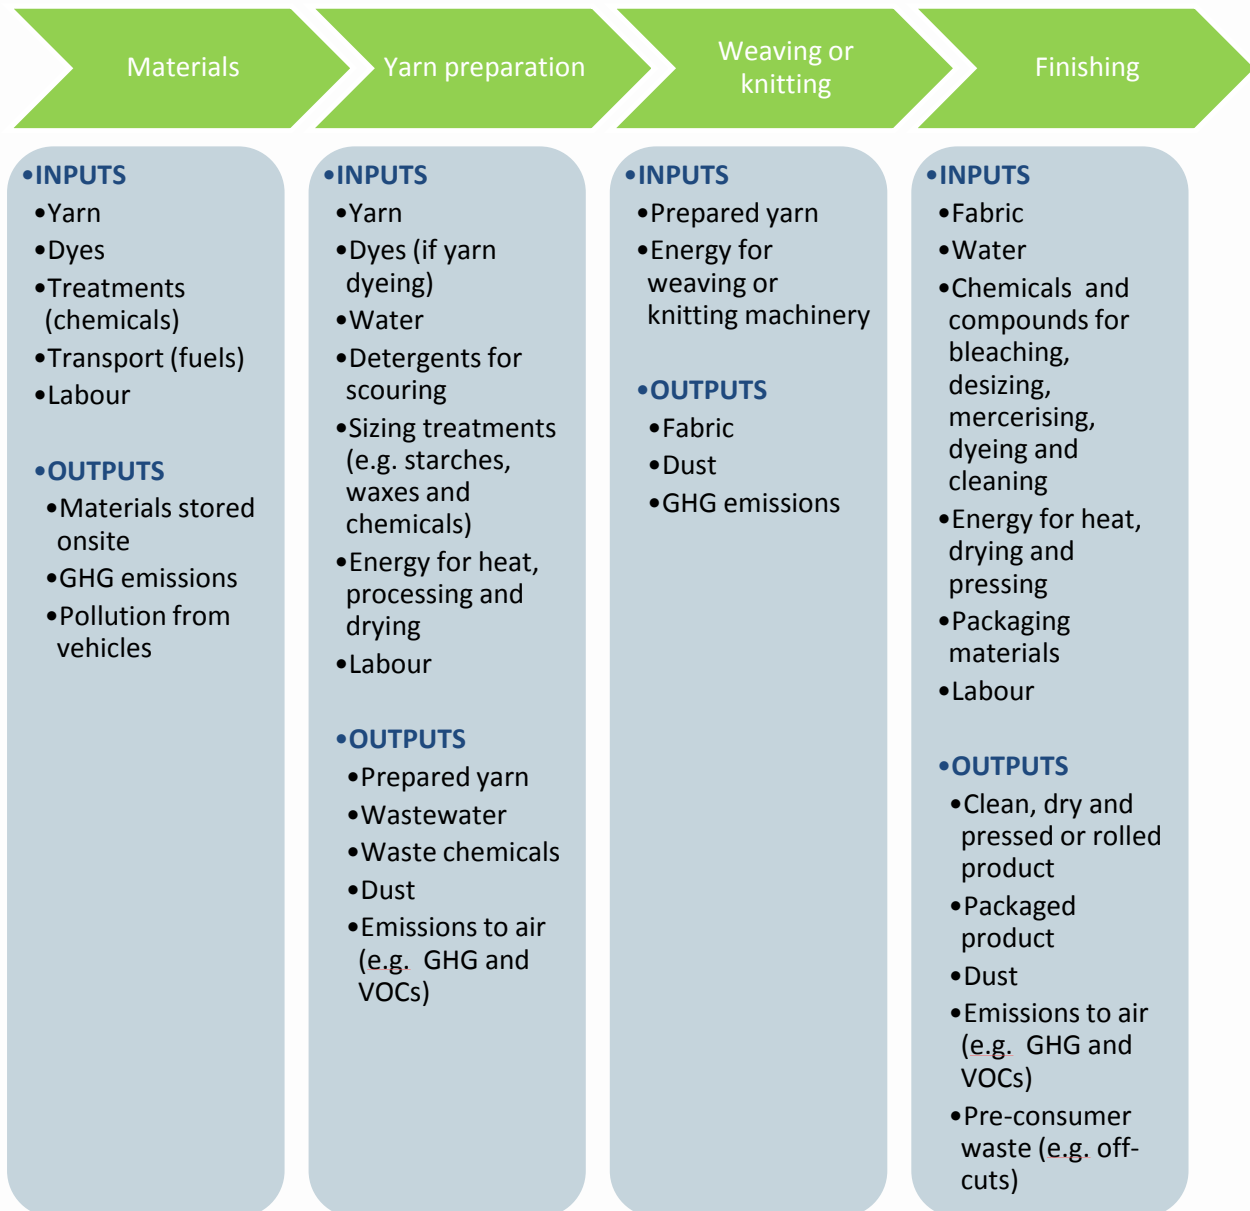 Materials
Yarn preparation
Weaving or
knitting
Finishing
•INPUTS
•Yarn
•Dyes
•Treatments
(chemicals)
•Transport (fuels)
•Labour
•OUTPUTS
•Materials stored
onsite
•GHG emissions
•Pollution from
vehicles
•INPUTS
•Yarn
•Dyes (if yarn
dyeing)
•Water
•Detergents for
scouring
•Sizing treatments
(e.g. starches,
waxes and
chemicals)
•Energy for heat,
processing and
drying
•Labour
•OUTPUTS
•Prepared yarn
•Wastewater
•Waste chemicals
•Dust
•Emissions to air
(e.g. GHG and
VOCs)
•INPUTS
•Prepared yarn
•Energy for
weaving or
knitting machinery
•OUTPUTS
•Fabric
•Dust
•GHG emissions
•INPUTS
•Fabric
•Water
•Chemicals and
compounds for
bleaching,
desizing,
mercerising,
dyeing and
cleaning
•Energy for heat,
drying and
pressing
•Packaging
materials
•Labour
•OUTPUTS
•Clean, dry and
pressed or rolled
product
•Packaged
product
•Dust
•Emissions to air
(e.g. GHG and
VOCs)
•Pre-consumer
waste (e.g. off-
cuts)